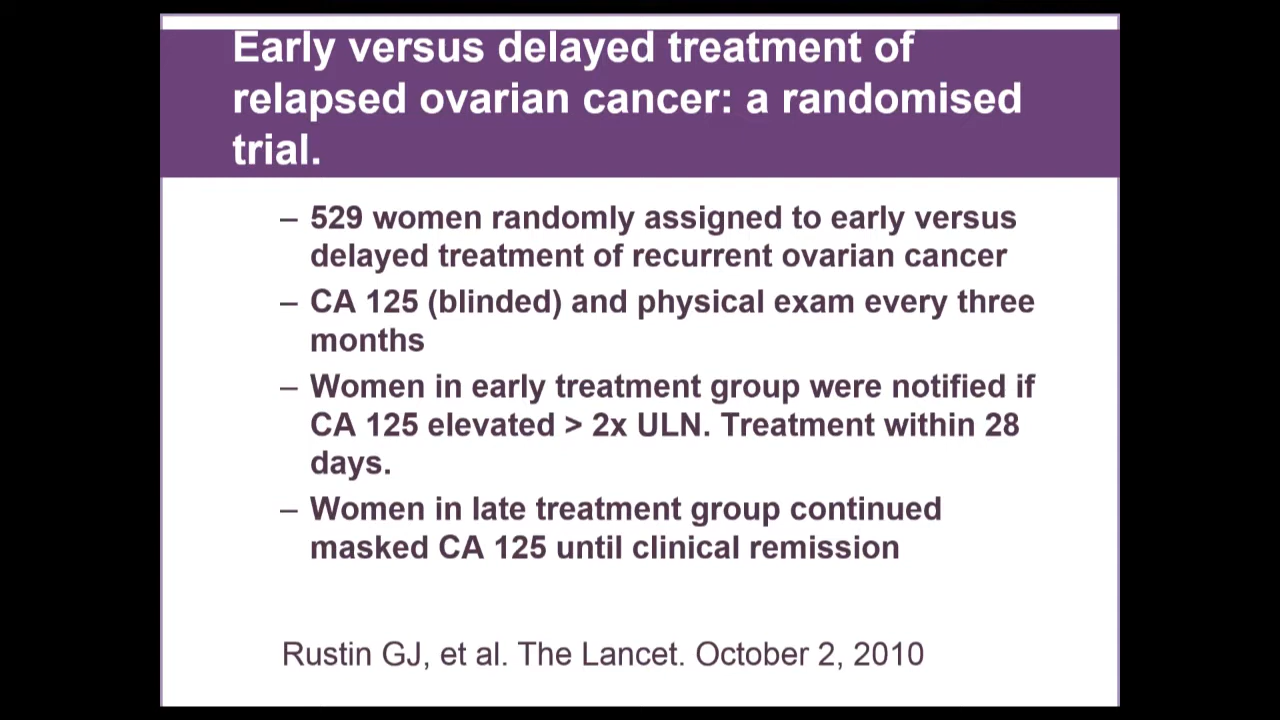 Early versus delayed treatment of
relapsed ovarian cancer: a randomised
trial.
– 529 women randomly assigned to early versus
delayed treatment of recurrent ovarian cancer
– CA 125 (blinded) and physical exam every three
months
– Women in early treatment group were notified if
CA 125 elevated > 2x ULN. Treatment within 28
days.
– Women in late treatment group continued
masked CA 125 until clinical remission
Rustin GJ, et al. The Lancet. October 2, 2010